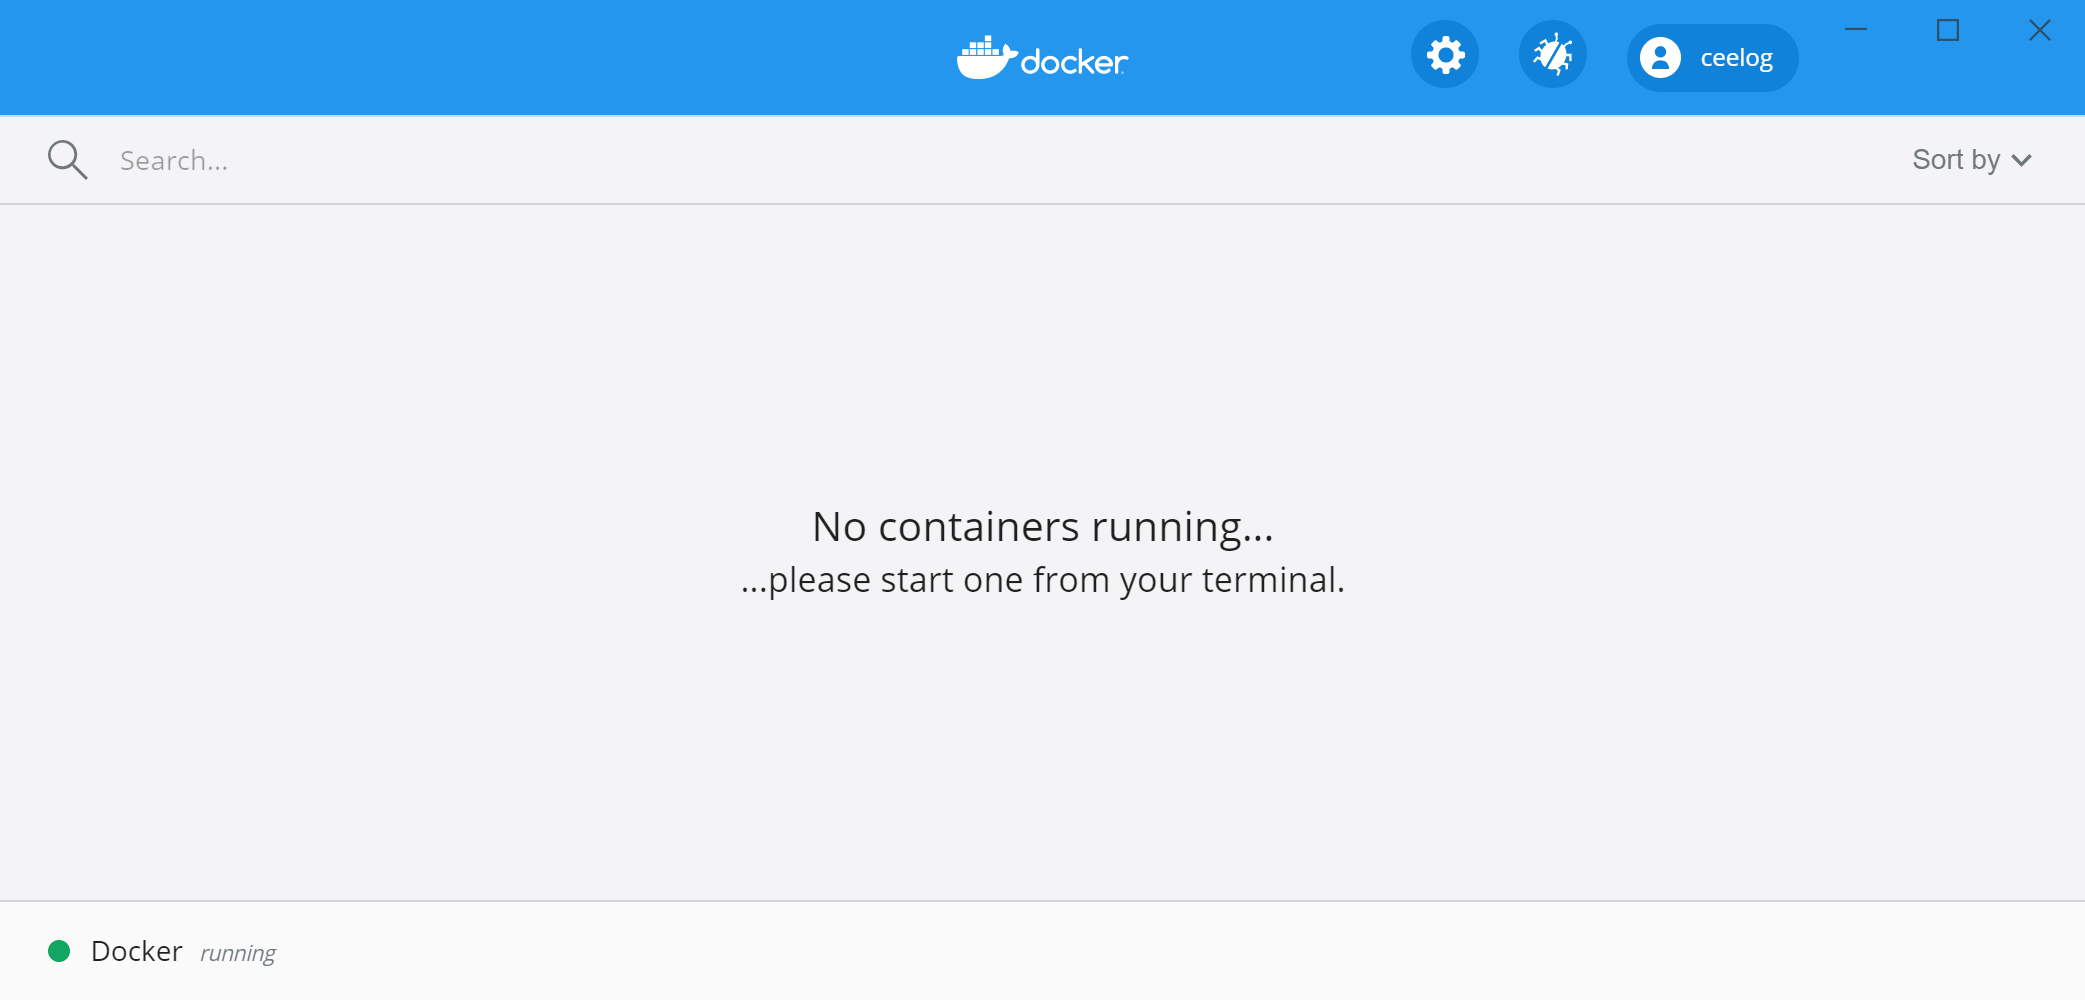 docker
ceelog
Search...
Sort by
No containers running...
...please start one from your terminal.
Docker running